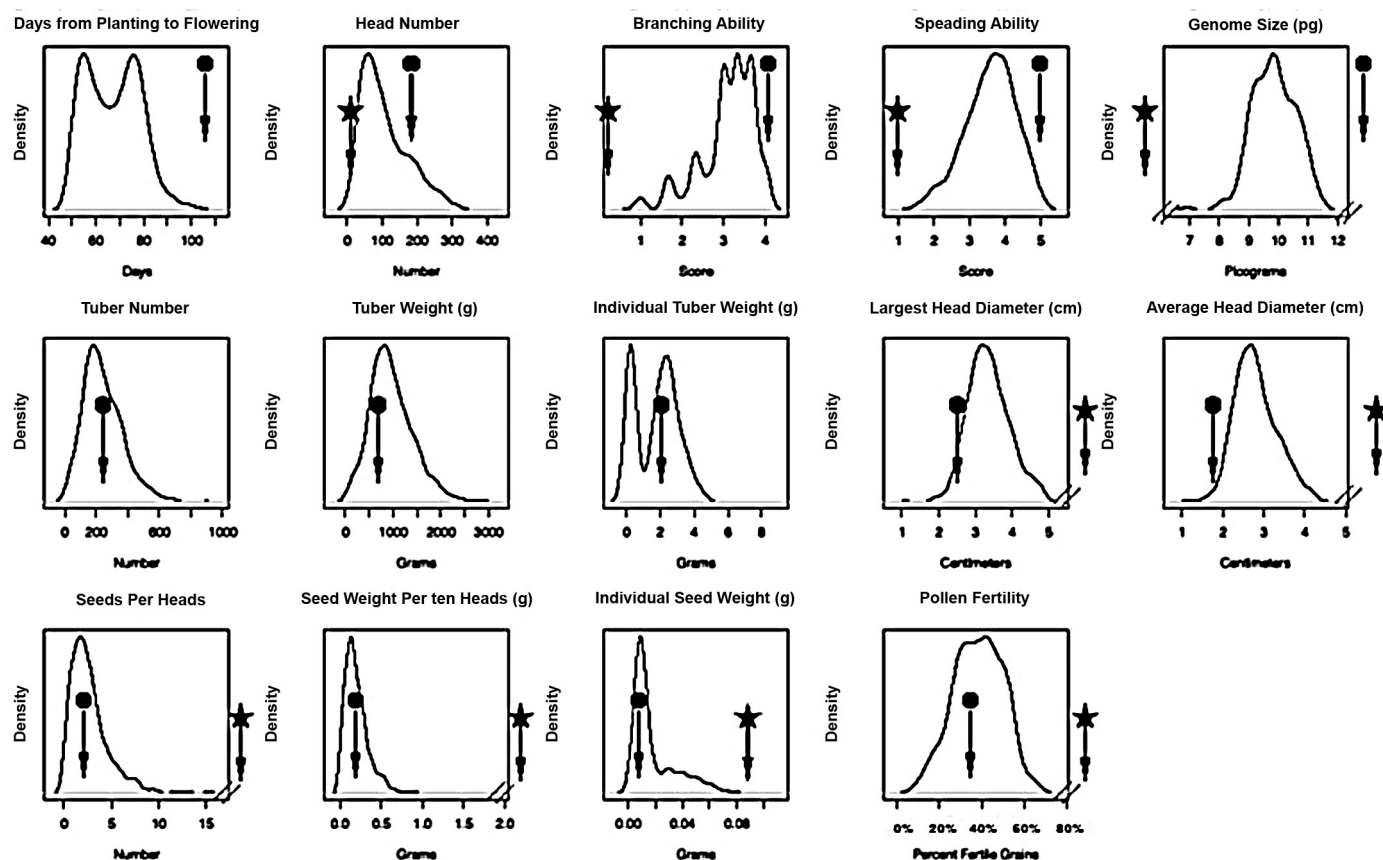 Days from Planting to Flowering
Head Number
Branching Ability
Speading Ability
Genome Size (pg)
Density
Density
Density
Density
Density
40 60 80 100
0 100 200 300 400
1 2 3 4
1 2 3 4 5
7 8 9 10 11 12
Days
Number
Score
Score
Picograms
Tuber Number
Tuber Weight (g)
Individual Tuber Weight (g)
Largest Head Diameter (cm)
Average Head Diameter (cm)
Density
Density
Density
Density
Density
0 200 600 1000
0 1000 2000 3000
0 2 4 6 8
1 2 3 4 5
1 2 3 4 5
Number
Grams
Grams
Centimeters
Centimeters
Seeds Per Heads
Seed Weight Per ten Heads (g)
Individual Seed Weight (g)
Pollen Fertility
Density
Density
Density
Density
0 5 10 15
0.0 0.5 1.0 1.5 2.0
0.00 0.04 0.08
0% 20% 40% 60% 80%
Number
Grams
Grams
Percent Fertile Grains